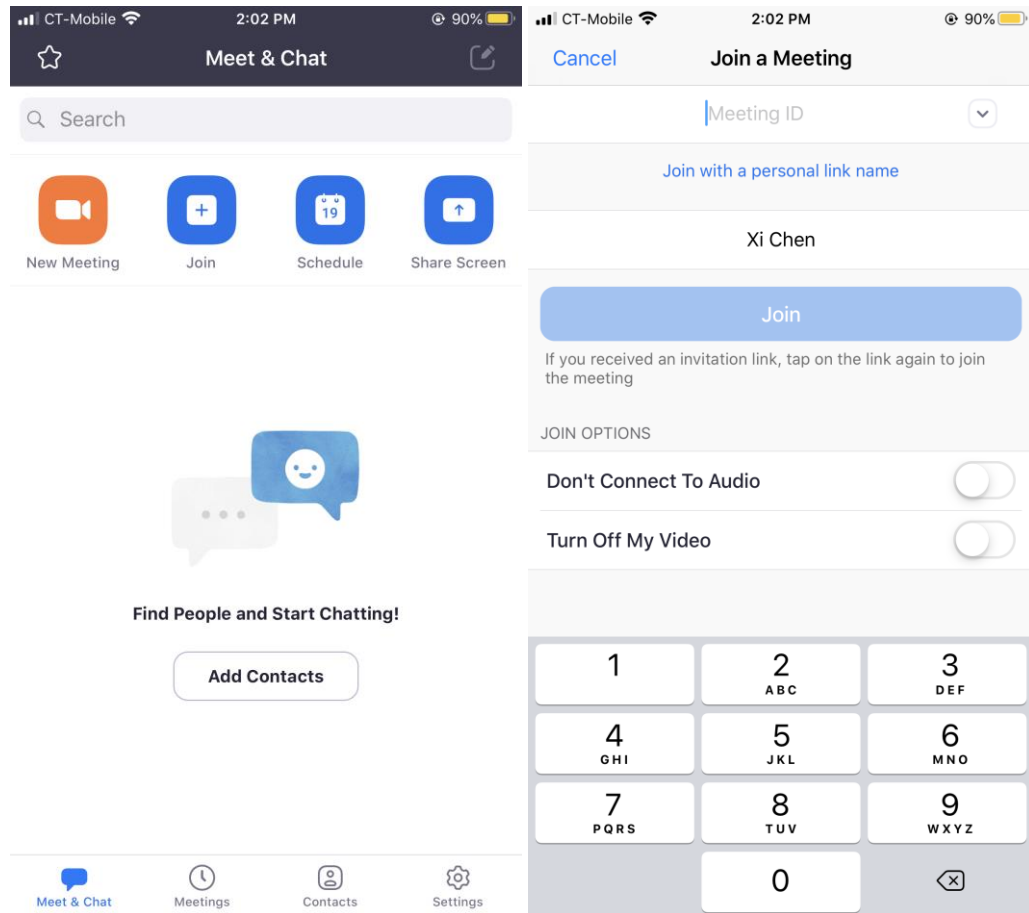 CT-Mobile 2:02 PM 90%
Meet & Chat
Search
19
New Meeting Join Schedule Share Screen
Find People and Start Chatting!
Add Contacts
Meet & Chat Meetings Contacts Settings
CT-Mobile 2:02 PM 90%
Cancel Join a Meeting
Meeting ID
Join with a personal link name
Xi Chen
Join
If you received an invitation link, tap on the link again to join
the meeting
JOIN OPTIONS
Don't Connect To Audio
Turn Off My Video
1 2 3
ABC DEF
4 5 6
GHI JKL MNO
7 8 9
PQRS TUV WXYZ
0